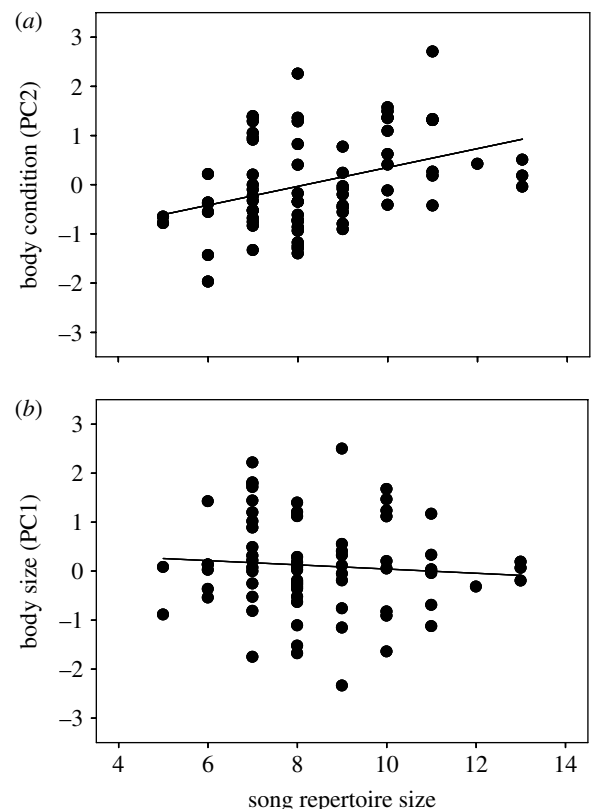 (a)
3
2
1
0
–1
–2
–3
body condition (PC2)
(b)
3
2
1
0
–1
–2
–3
body size (PC1)
4 6 8 10 12 14
song repertoire size